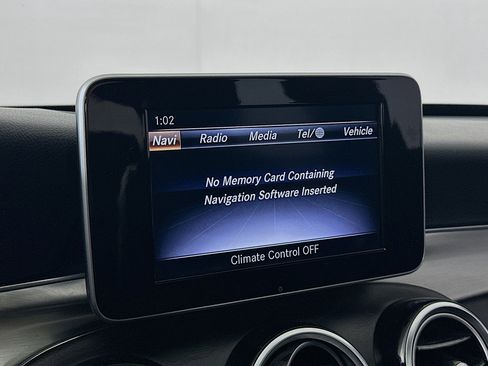 1:02
Navi Radio Media Tel/ Vehicle
No Memory Card Containing
Navigation Software Inserted
Climate Control OFF